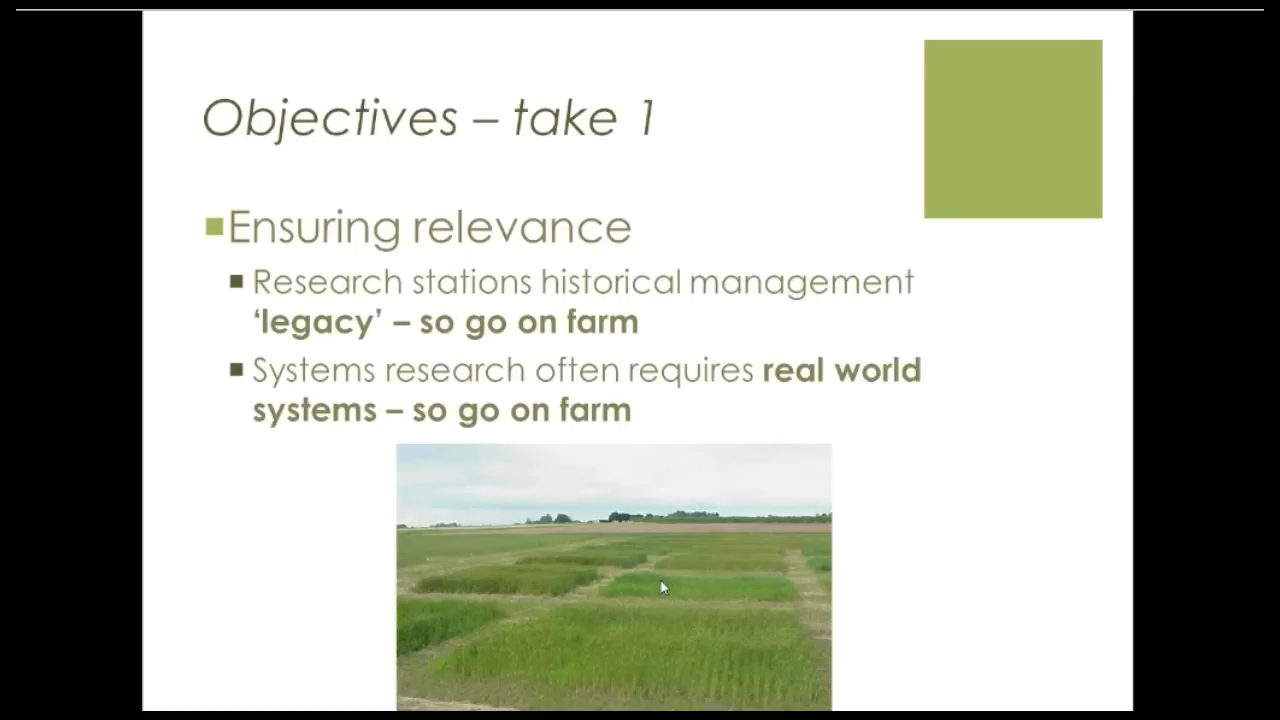 Objectives – take 1
Ensuring relevance
Research stations historical management
‘legacy’ – so go on farm
Systems research often requires real world
systems – so go on farm